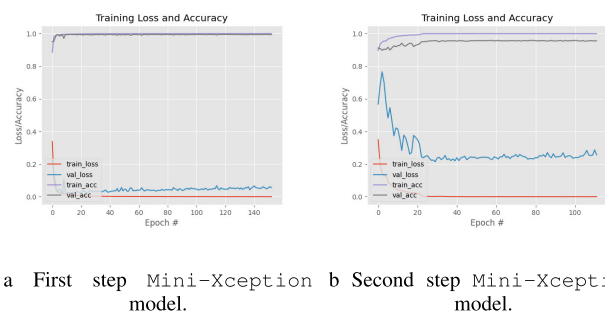 Training Loss and Accuracy
1.0
0.8
0.6
0.4
0.2
0.0
Loss/Accuracy
train_loss
val_loss
train_acc
val_acc
0 20 40 60 80 100 120 140
Epoch #
Training Loss and Accuracy
1.0
0.8
0.6
0.4
0.2
0.0
Loss/Accuracy
train_loss
val_loss
train_acc
val_acc
0 20 40 60 80 100
Epoch #
a First step Mini-Xception
model.
b Second step Mini-Xcepti
model.